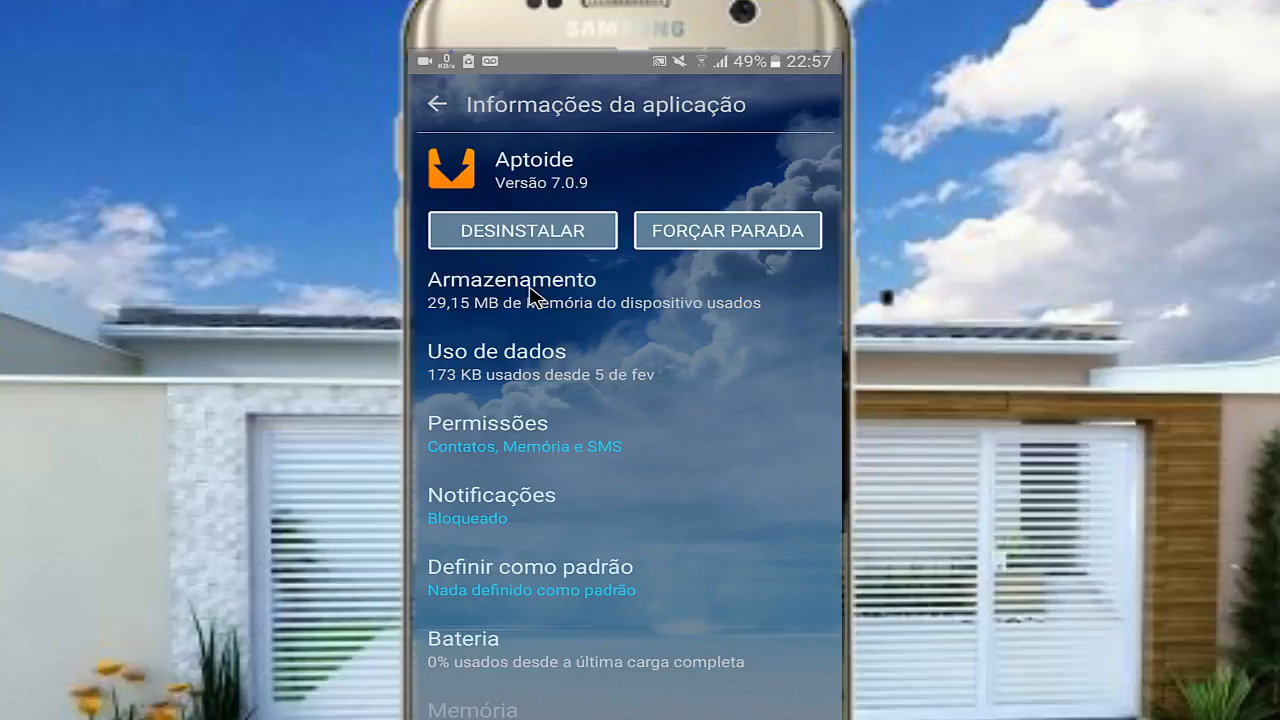 SAMSUNG
0
KB/s
49% 22:57
Informações da aplicação
Aptoide
Versão 7.0.9
DESINSTALAR FORÇAR PARADA
Armazenamento
29,15 MB de memória do dispositivo usados
Uso de dados
173 KB usados desde 5 de fev
Permissões
Contatos, Memória e SMS
Notificações
Bloqueado
Definir como padrão
Nada definido como padrão
Bateria
0% usados desde a última carga completa
Memória